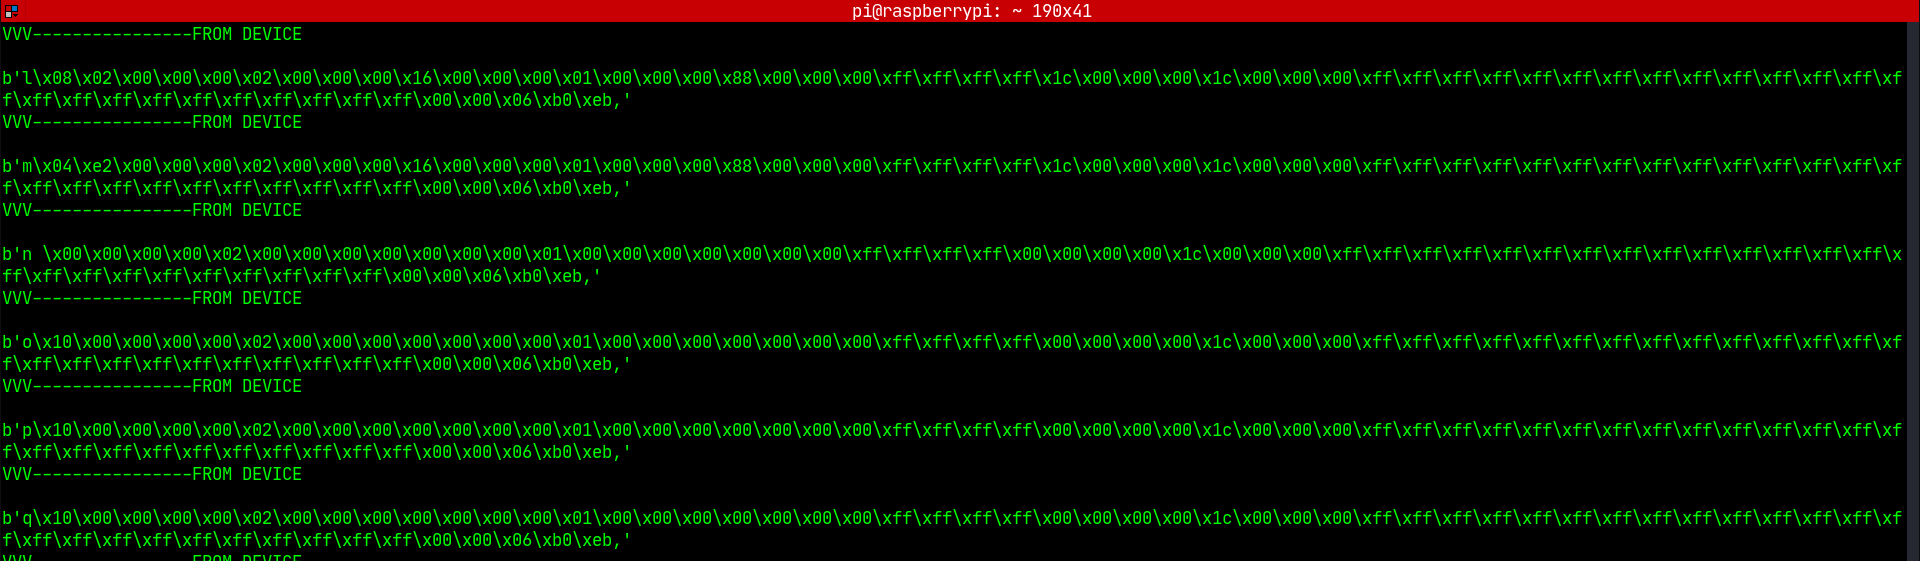 pi@raspberrypi: ~ 190x41
VVV----------------FROM DEVICE
b'l\x08\x02\x00\x00\x00\x02\x00\x00\x00\x16\x00\x00\x00\x01\x00\x00\x00\x88\x00\x00\x00\xff\xff\xff\xff\x1c\x00\x00\x00\x1c\x00\x00\x00\xff\xff\xff\xff\xff\xff\xff\xff\xff\xff\xff\xff\xff\xf
f\xff\xff\xff\xff\xff\xff\xff\xff\xff\xff\x00\x00\x06\xb0\xeb,'
VVV----------------FROM DEVICE
b'm\x04\xe2\x00\x00\x00\x02\x00\x00\x00\x16\x00\x00\x00\x01\x00\x00\x00\x88\x00\x00\x00\xff\xff\xff\xff\x1c\x00\x00\x00\x1c\x00\x00\x00\xff\xff\xff\xff\xff\xff\xff\xff\xff\xff\xff\xff\xff\xf
f\xff\xff\xff\xff\xff\xff\xff\xff\xff\xff\x00\x00\x06\xb0\xeb,'
VVV----------------FROM DEVICE
b'n \x00\x00\x00\x00\x02\x00\x00\x00\x00\x00\x00\x00\x01\x00\x00\x00\x00\x00\x00\x00\xff\xff\xff\xff\x00\x00\x00\x00\x1c\x00\x00\x00\xff\xff\xff\xff\xff\xff\xff\xff\xff\xff\xff\xff\xff\xff\x
ff\xff\xff\xff\xff\xff\xff\xff\xff\xff\x00\x00\x06\xb0\xeb,'
VVV----------------FROM DEVICE
b'o\x10\x00\x00\x00\x00\x02\x00\x00\x00\x00\x00\x00\x00\x01\x00\x00\x00\x00\x00\x00\x00\xff\xff\xff\xff\x00\x00\x00\x00\x1c\x00\x00\x00\xff\xff\xff\xff\xff\xff\xff\xff\xff\xff\xff\xff\xff\xf
f\xff\xff\xff\xff\xff\xff\xff\xff\xff\xff\x00\x00\x06\xb0\xeb,'
VVV----------------FROM DEVICE
b'p\x10\x00\x00\x00\x00\x02\x00\x00\x00\x00\x00\x00\x00\x01\x00\x00\x00\x00\x00\x00\x00\xff\xff\xff\xff\x00\x00\x00\x00\x1c\x00\x00\x00\xff\xff\xff\xff\xff\xff\xff\xff\xff\xff\xff\xff\xff\xf
f\xff\xff\xff\xff\xff\xff\xff\xff\xff\xff\x00\x00\x06\xb0\xeb,'
VVV----------------FROM DEVICE
b'q\x10\x00\x00\x00\x00\x02\x00\x00\x00\x00\x00\x00\x00\x01\x00\x00\x00\x00\x00\x00\x00\xff\xff\xff\xff\x00\x00\x00\x00\x1c\x00\x00\x00\xff\xff\xff\xff\xff\xff\xff\xff\xff\xff\xff\xff\xff\xf
f\xff\xff\xff\xff\xff\xff\xff\xff\xff\xff\x00\x00\x06\xb0\xeb,'
VVV----------------FROM DEVICE